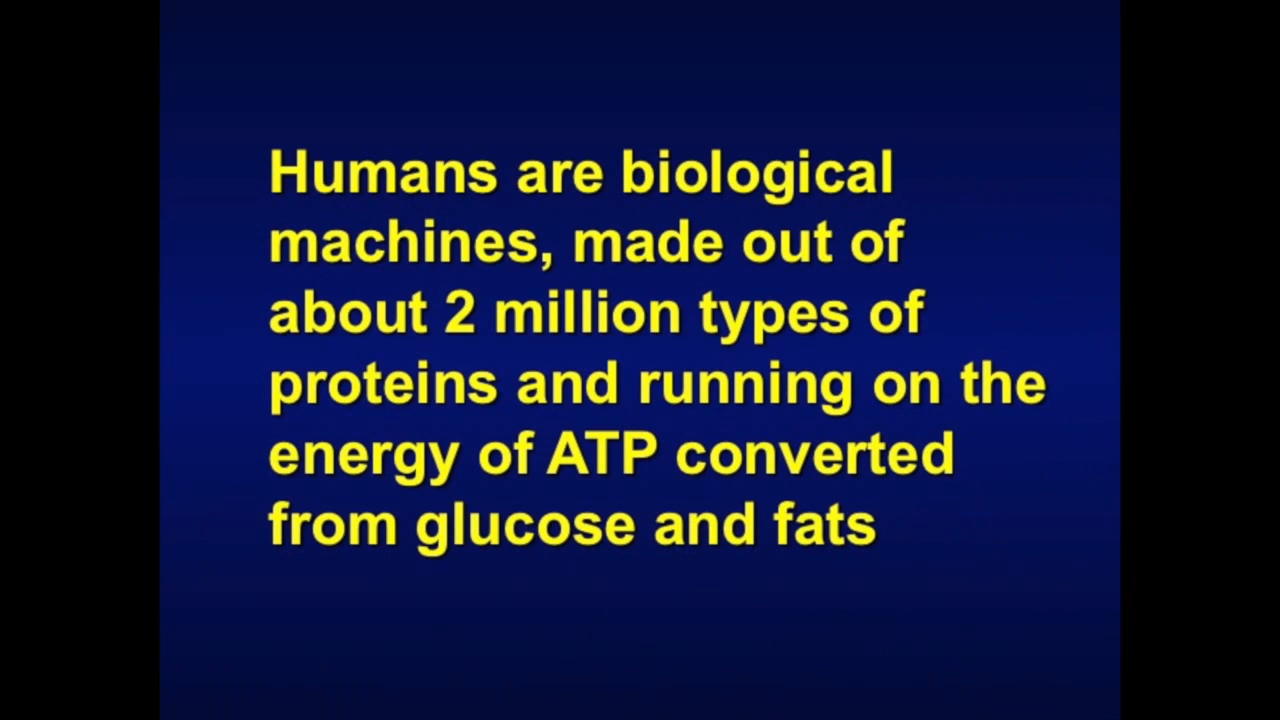 Humans are biological
machines, made out of
about 2 million types of
proteins and running on the
energy of ATP converted
from glucose and fats